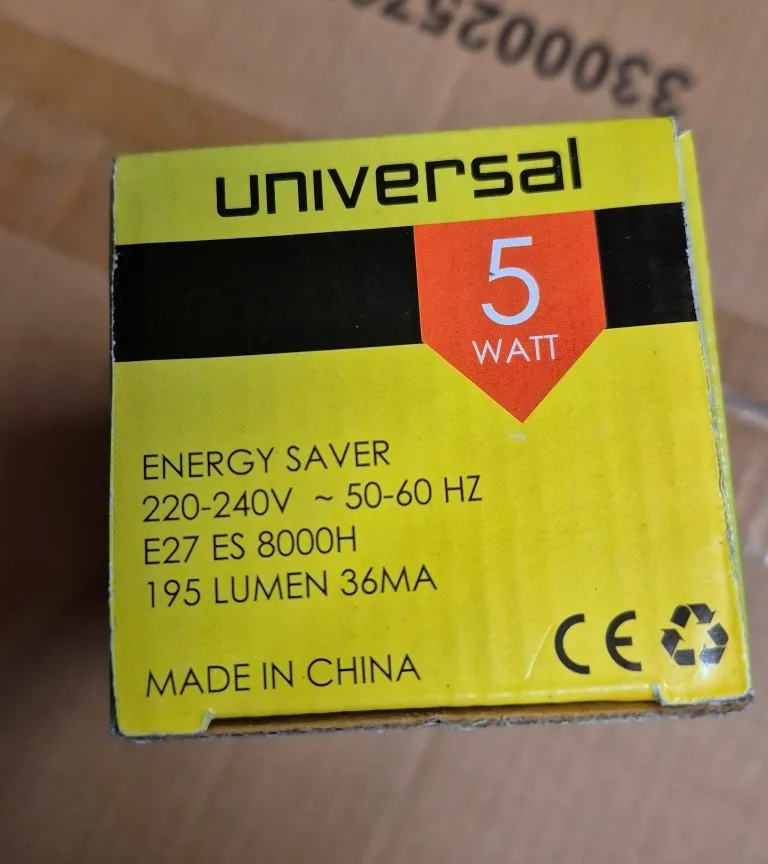 3300025
universal
5
WATT
ENERGY SAVER
220-240V ~ 50-60 HZ
E27 ES 8000H
195 LUMEN 36MA
MADE IN CHINA
CE